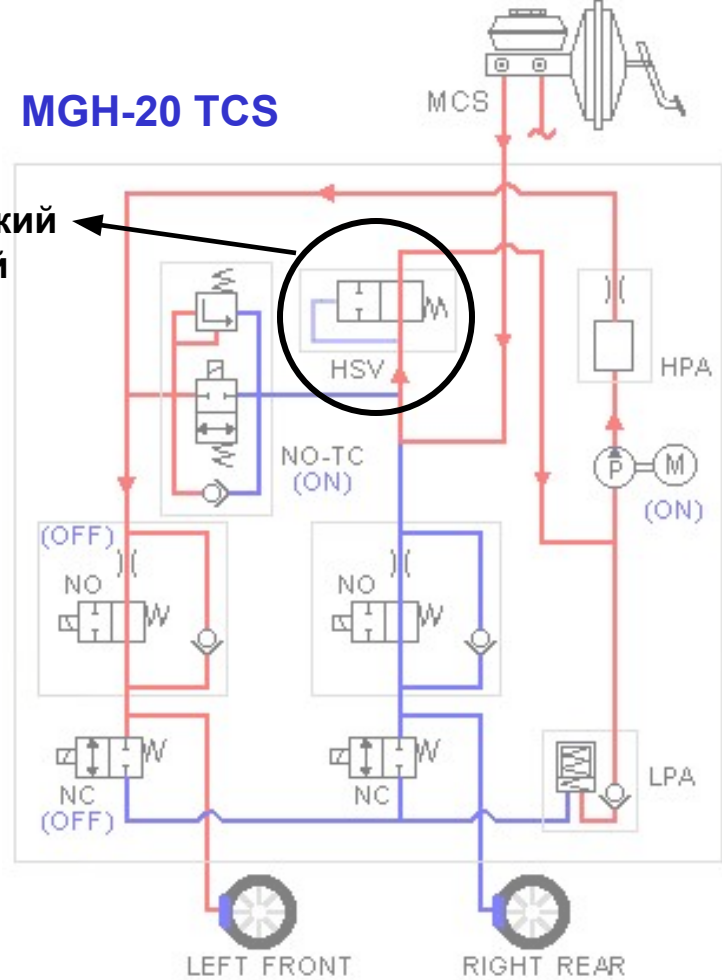 MCS
MGH-20 TCS
кий
й
HSV
HPA
NO-TC
(ON)
P
M
(ON)
(OFF)
NO
NO
NC
(OFF)
NC
LPA
LEFT FRONT
RIGHT REAR